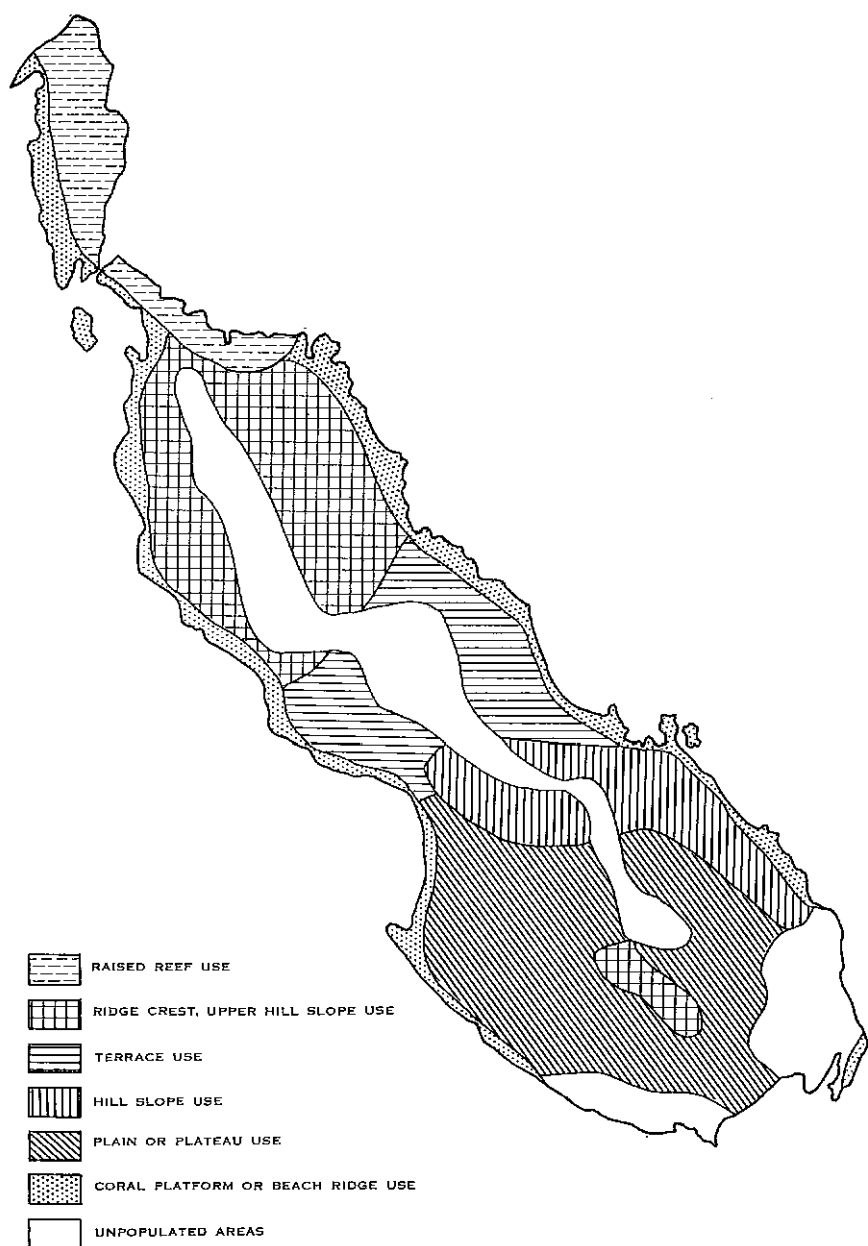 RAISED REEF USE
RIDGE CREST, UPPER HILL SLOPE USE
TERRACE USE
HILL SLOPE USE
PLAIN OR PLATEAU USE
CORAL PLATFORM OR BEACH RIDGE USE
UNPOPULATED AREAS